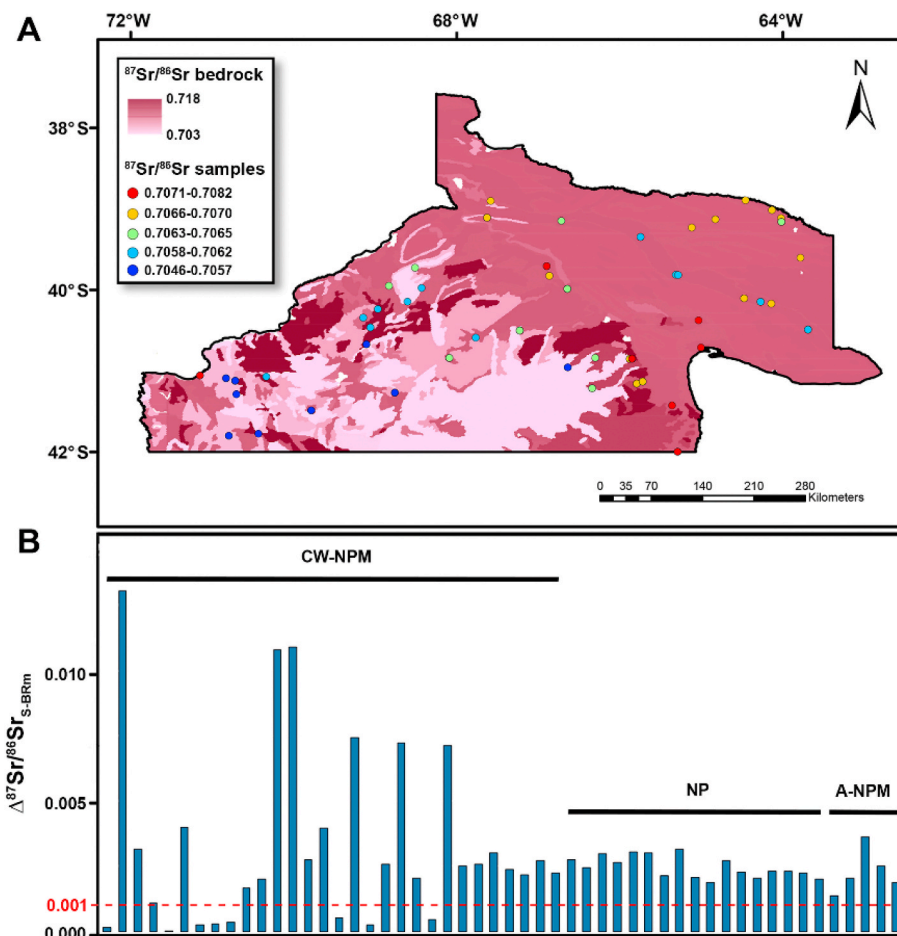 A
72°W 68°W 64°W
N
⁸⁷Sr/⁸⁶Sr bedrock
0.718
0.703
⁸⁷Sr/⁸⁶Sr samples
0.7071-0.7082
0.7066-0.7070
0.7063-0.7065
0.7058-0.7062
0.7046-0.7057
38°S
40°S
42°S
0 35 70 140 210 280
Kilometers
B
CW-NPM
NP
A-NPM
Δ⁸⁷Sr/⁸⁶Sr S-BRm
0.010
0.005
0.001
0.000